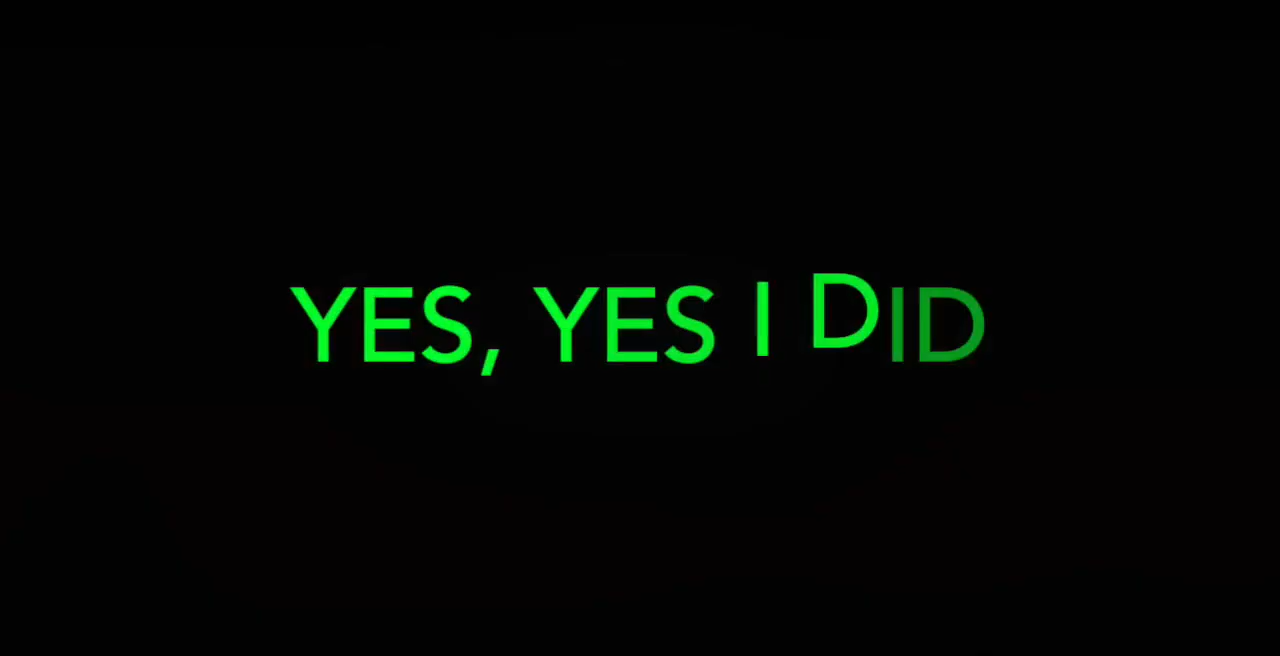 YES, YES I DID